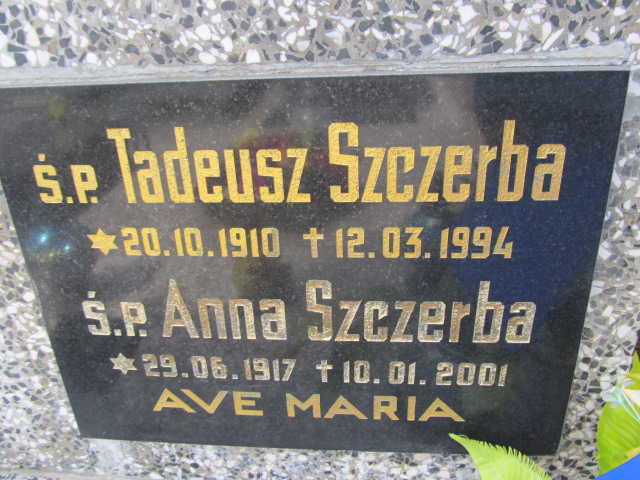 Ś.P. Tadeusz Szczerba
✶ 20.10.1910 † 12.03.1994
Ś.P. Anna Szczerba
✶ 29.06.1917 † 10.01.2001
AVE MARIA